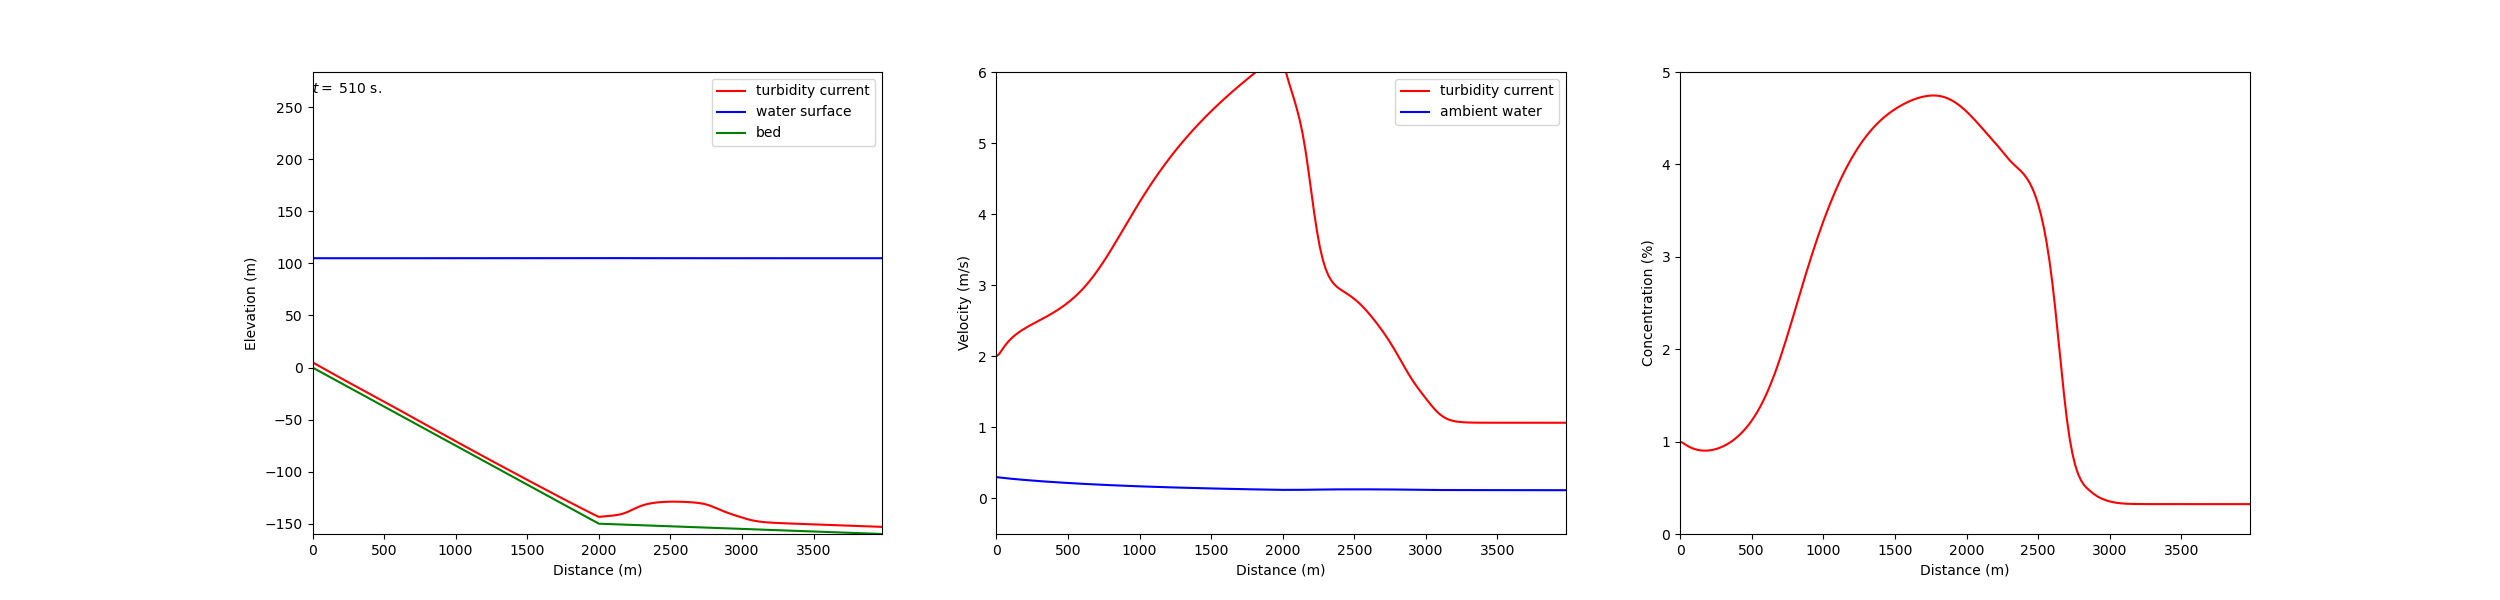 t = 510 s.
turbidity current
water surface
bed
250
200
150
100
50
0
−50
−100
−150
0 500 1000 1500 2000 2500 3000 3500
Distance (m)
Elevation (m)
turbidity current
ambient water
6
5
4
3
2
1
0
0 500 1000 1500 2000 2500 3000 3500
Distance (m)
Velocity (m/s)
5
4
3
2
1
0
0 500 1000 1500 2000 2500 3000 3500
Distance (m)
Concentration (%)